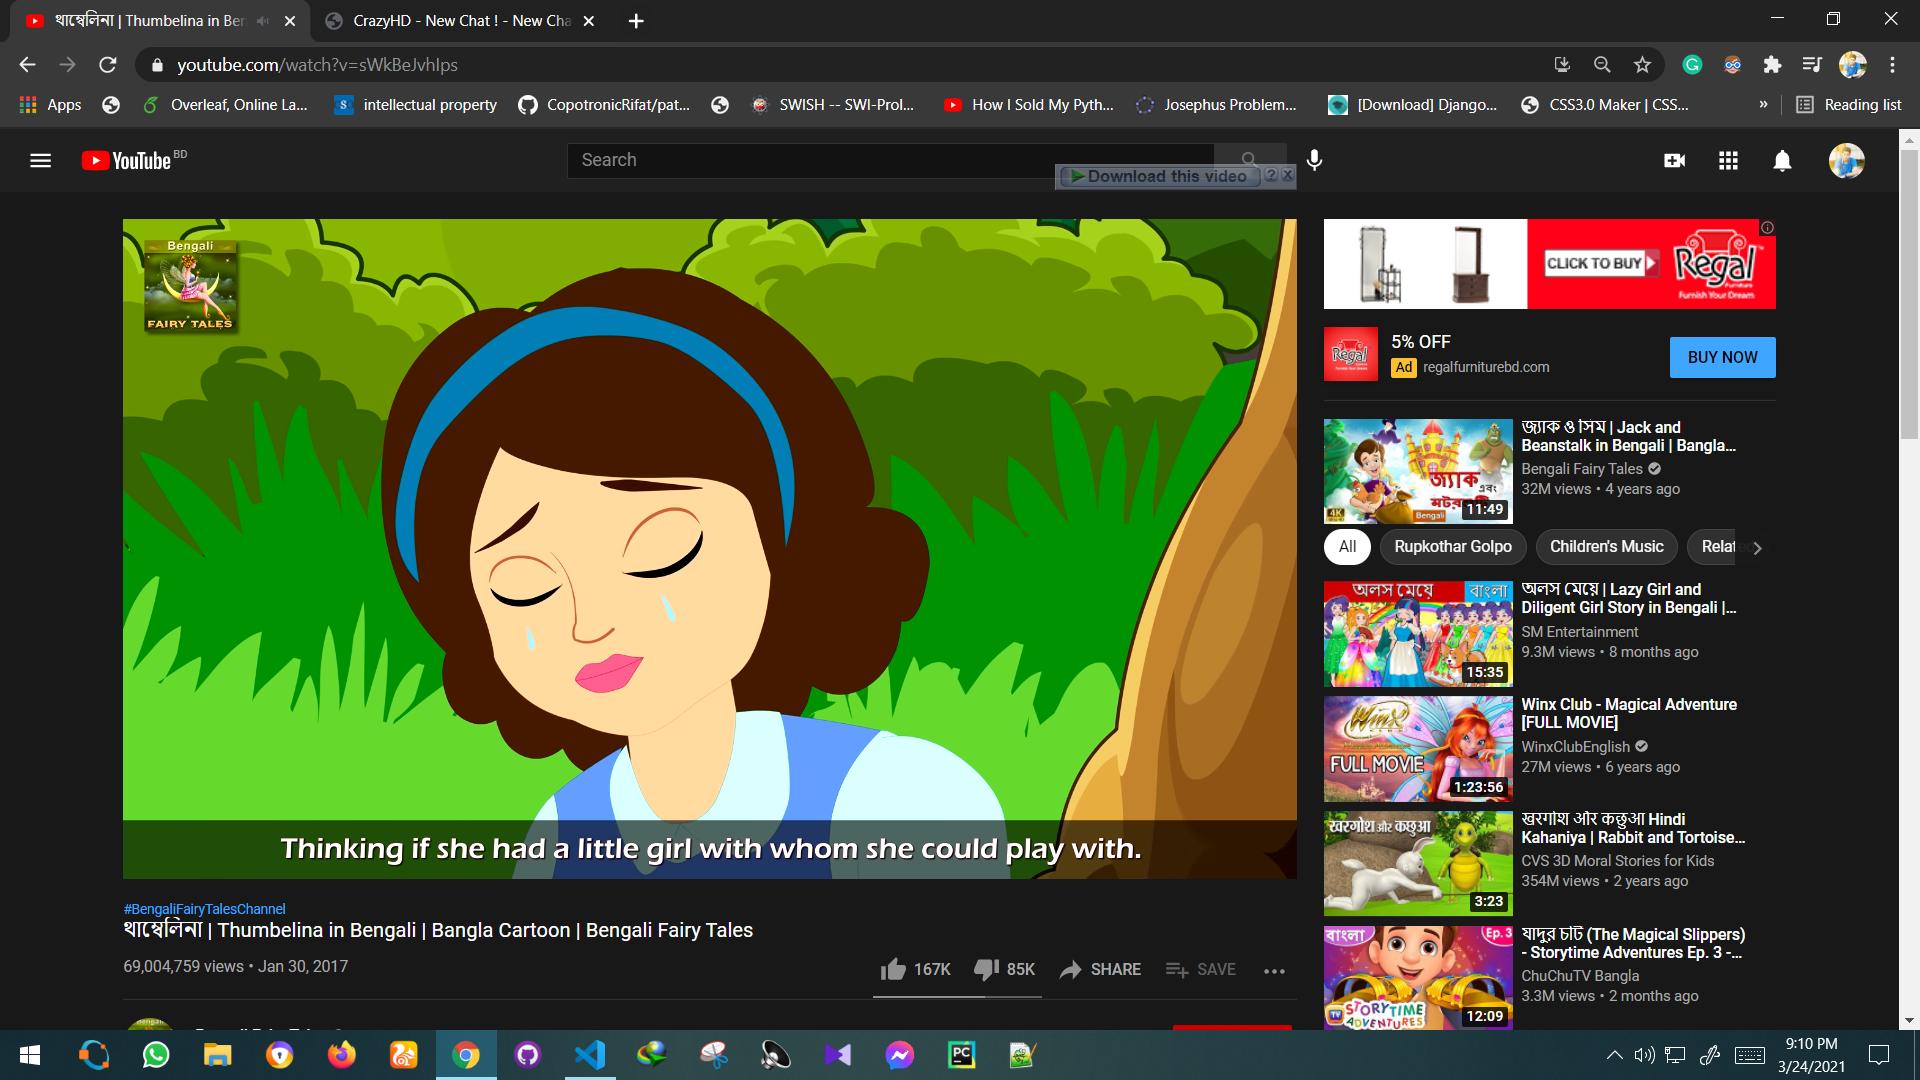 থাম্বেলিনা | Thumbelina in Ben
CrazyHD - New Chat ! - New Cha
youtube.com/watch?v=sWkBeJvhIps
Apps
Overleaf, Online La...
intellectual property
CopotronicRifat/pat...
SWISH -- SWI-Prol...
How I Sold My Pyth...
Josephus Problem...
[Download] Django...
CSS3.0 Maker | CSS...
»
Reading list
YouTube BD
Search
Download this video
Bengali
FAIRY TALES
Thinking if she had a little girl with whom she could play with.
CLICK TO BUY
Regal
Furniture
Furnish Your Dream
Regal
5% OFF
Ad regalfurniturebd.com
BUY NOW
জ্যাক
এবং
4K
Bengali
11:49
জ্যাক ও সিম | Jack and
Beanstalk in Bengali | Bangla...
Bengali Fairy Tales
32M views • 4 years ago
All
Rupkothar Golpo
Children's Music
Related
অলস মেয়ে
বাংলা
15:35
অলস মেয়ে | Lazy Girl and
Diligent Girl Story in Bengali |...
SM Entertainment
9.3M views • 8 months ago
Winx
CLUB
FULL MOVIE
1:23:56
Winx Club - Magical Adventure
[FULL MOVIE]
WinxClubEnglish
27M views • 6 years ago
खरगोश और कछुआ
3:23
खरगोश और कछुआ Hindi
Kahaniya | Rabbit and Tortoise...
CVS 3D Moral Stories for Kids
354M views • 2 years ago
বাংলা
Ep. 3
STORYTIME
ADVENTURES
12:09
যাদুর চটি (The Magical Slippers)
- Storytime Adventures Ep. 3 -...
ChuChuTV Bangla
3.3M views • 2 months ago
#BengaliFairyTalesChannel
থাম্বেলিনা | Thumbelina in Bengali | Bangla Cartoon | Bengali Fairy Tales
69,004,759 views • Jan 30, 2017
167K
85K
SHARE
SAVE
9:10 PM
3/24/2021